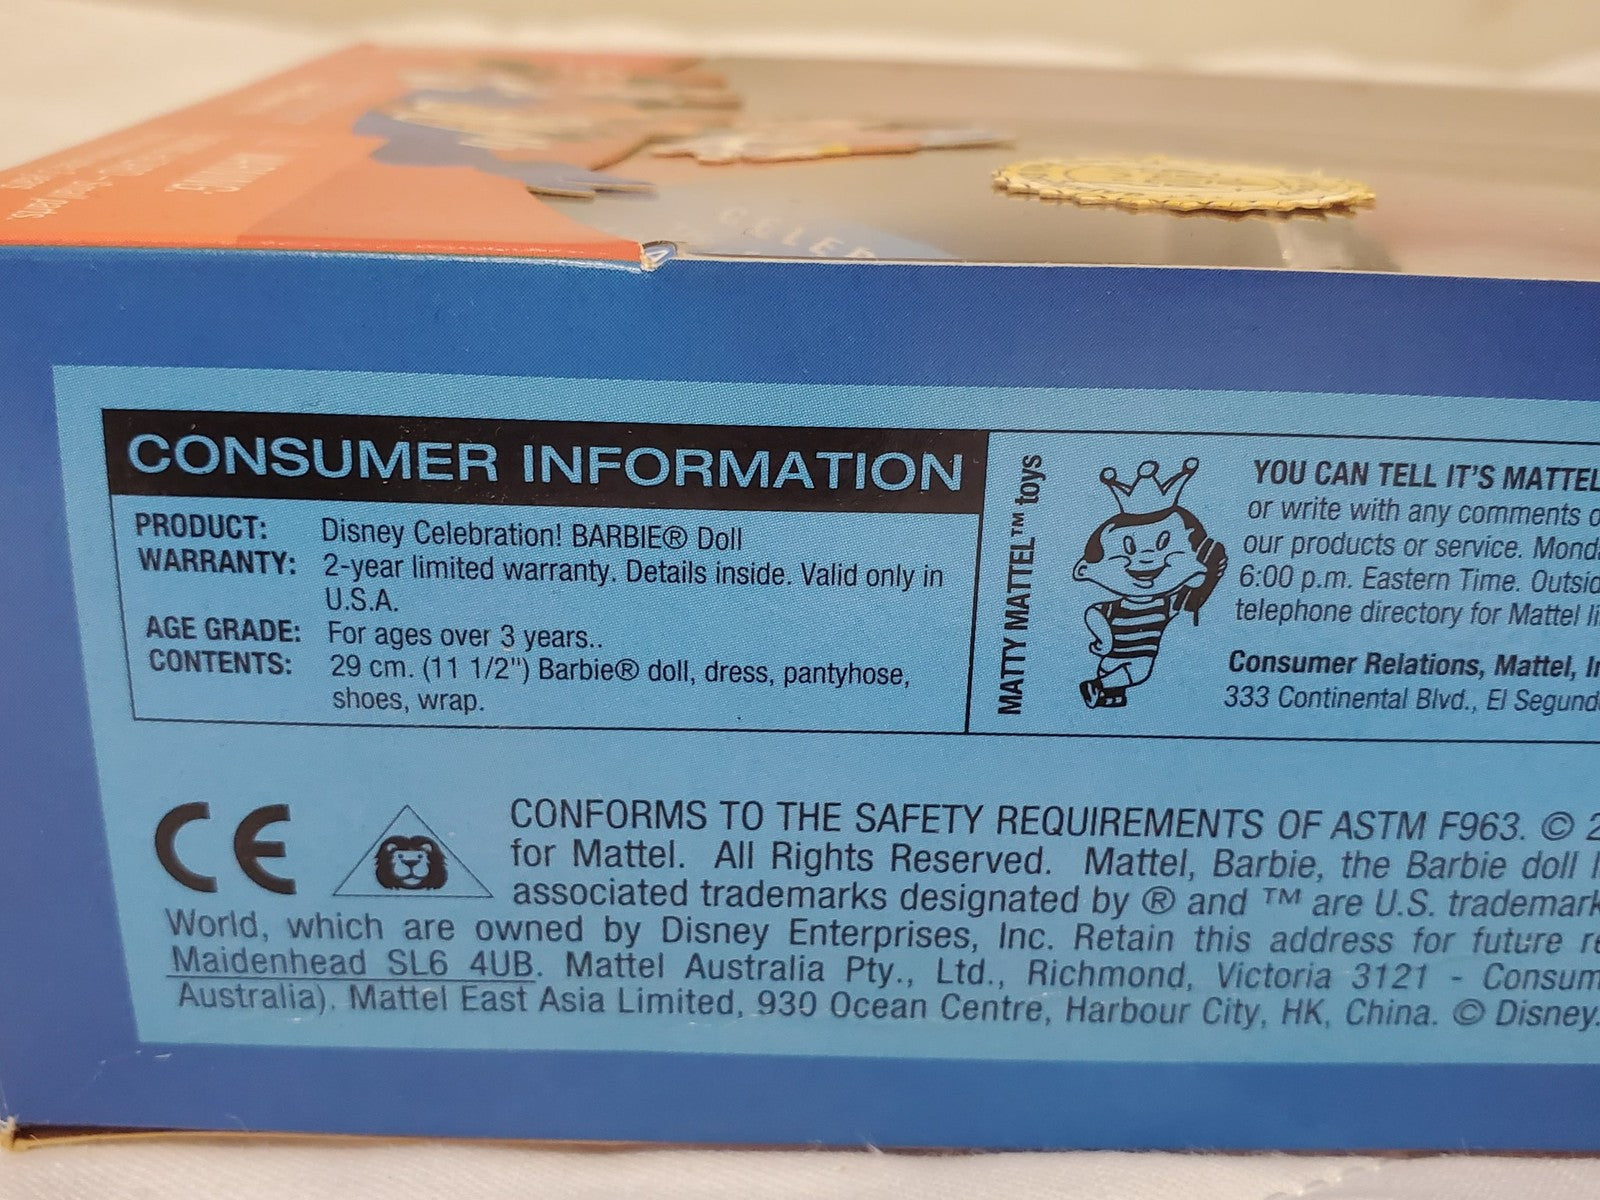 WARNING:
CELEB
CONSUMER INFORMATION
PRODUCT: Disney Celebration! BARBIE® Doll
WARRANTY: 2-year limited warranty. Details inside. Valid only in
U.S.A.
AGE GRADE: For ages over 3 years..
CONTENTS: 29 cm. (11 1/2") Barbie® doll, dress, pantyhose,
shoes, wrap.
MATTY MATTEL™ toys
YOU CAN TELL IT'S MATTEL
or write with any comments
our products or service.
6:00 p.m. Eastern Time.
telephone directory for Mattel
Consumer Relations, Mattel,
333 Continental Blvd., El Segund
CE
CONFORMS TO THE SAFETY REQUIREMENTS OF ASTM F963. © 2
for Mattel. All Rights Reserved. Mattel, Barbie, the Barbie doll
associated trademarks designated by ® and ™ are U.S. trademark
World, which are owned by Disney Enterprises, Inc. Retain this address for future
Maidenhead SL6 4UB. Mattel Australia Pty., Ltd., Richmond, Victoria 3121 - Consum
Australia). Mattel East Asia Limited, 930 Ocean Centre, Harbour City, HK, China. © Disney.